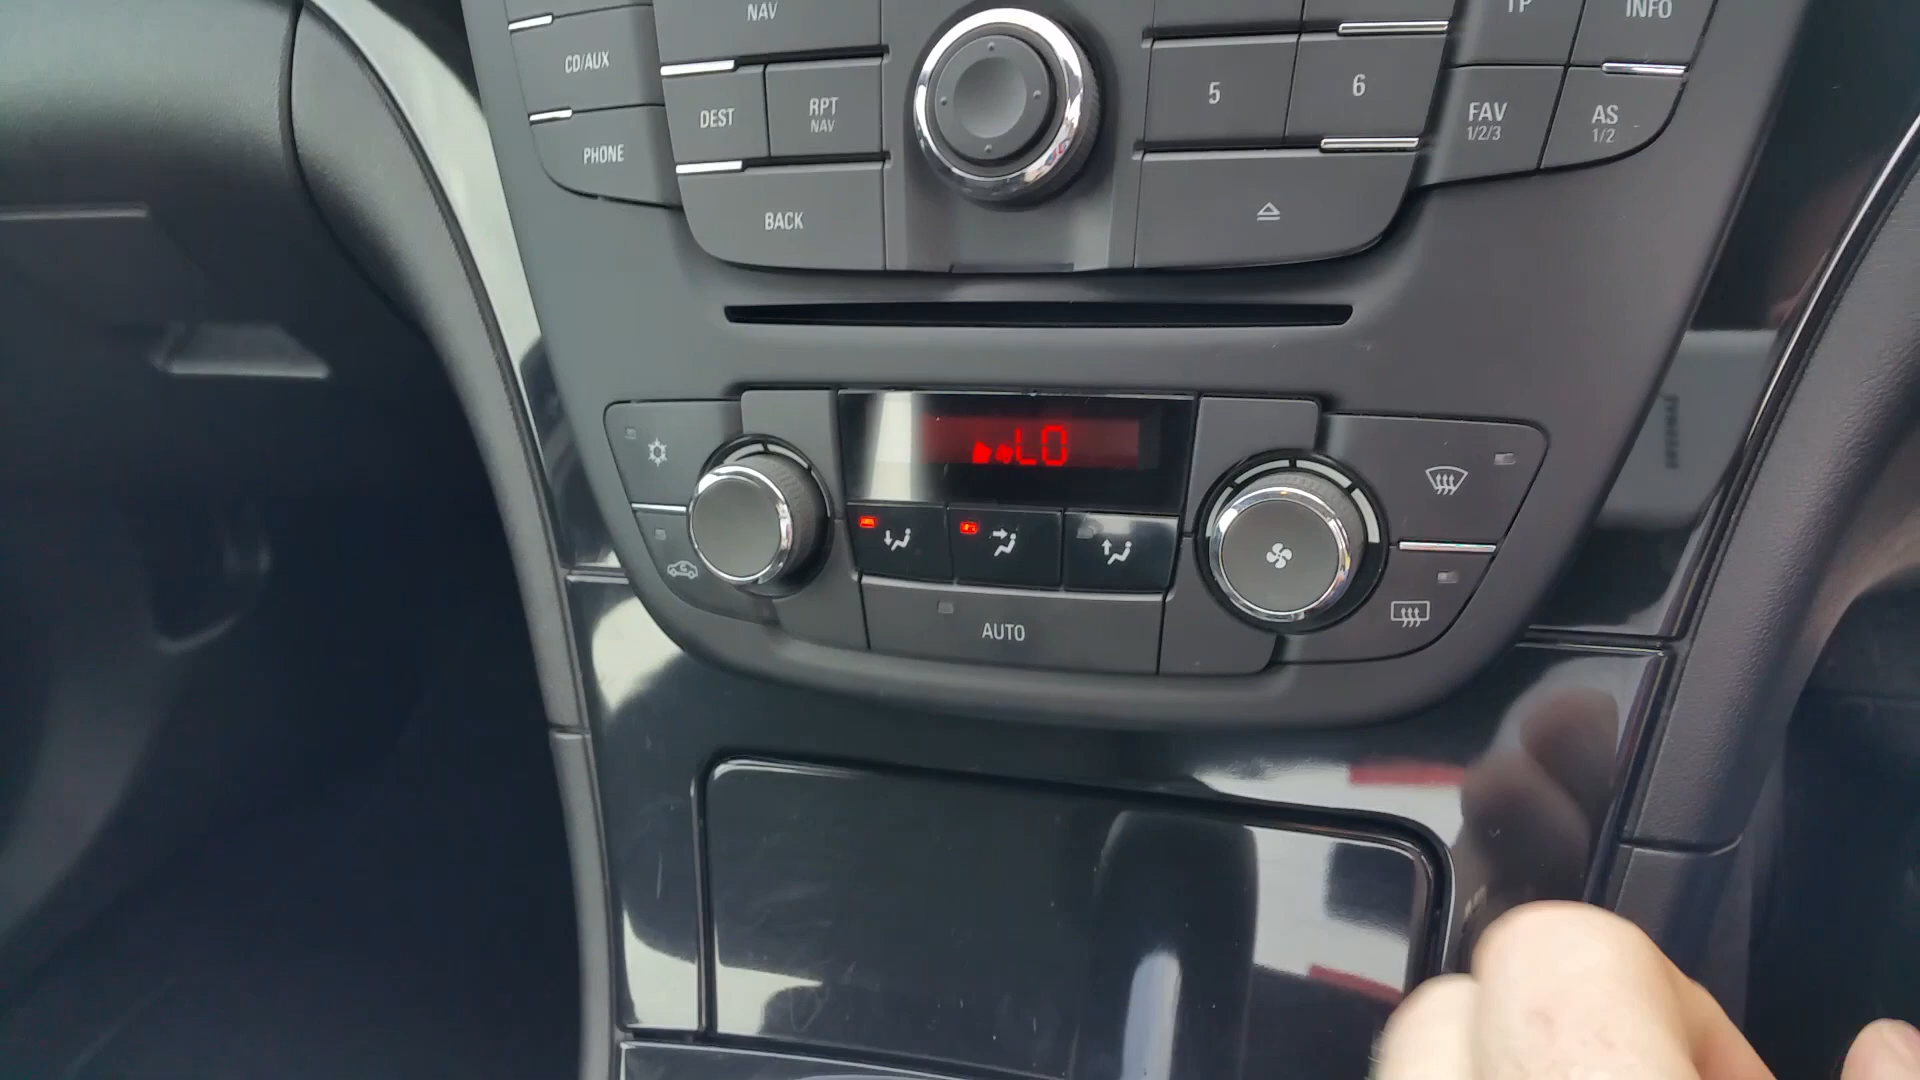 NAV
TP
INFO
CD/AUX
DEST
RPT
NAV
5
6
FAV
1/2/3
AS
1/2
PHONE
BACK
LO
AUTO